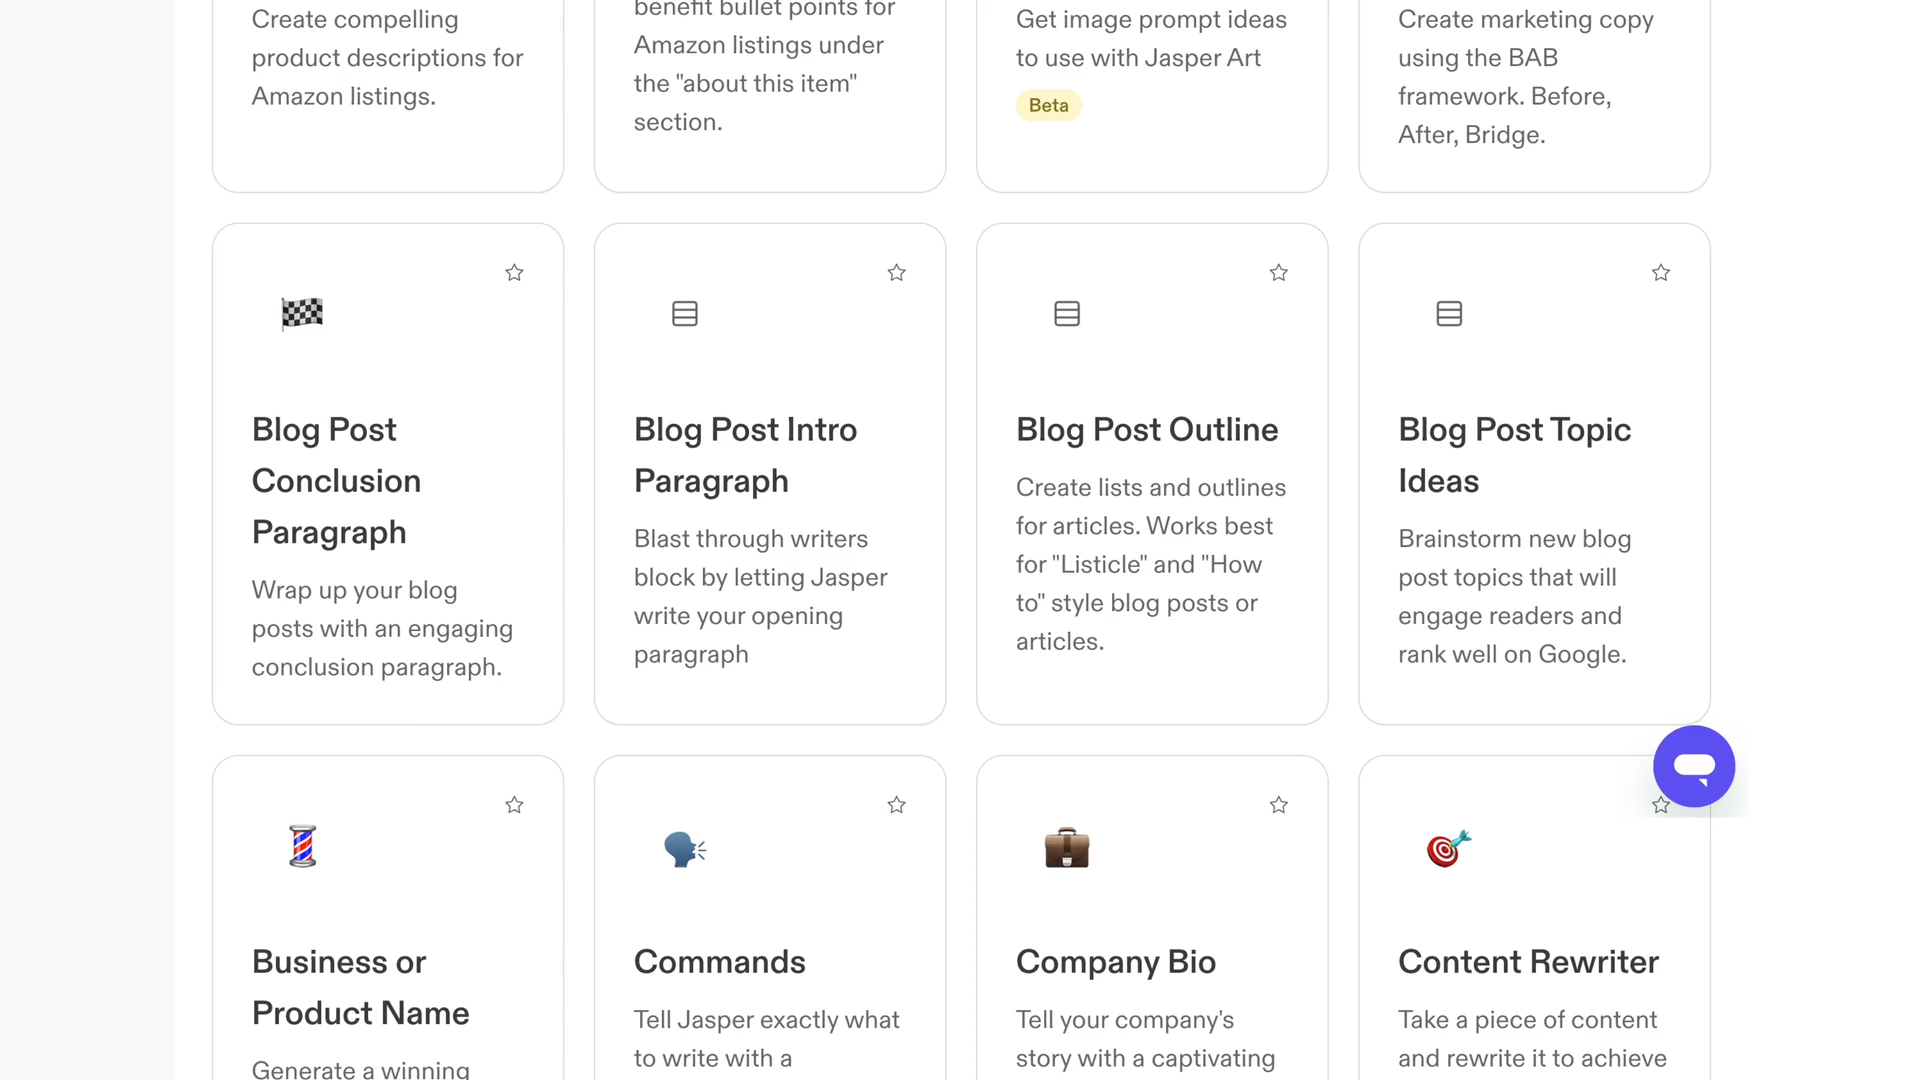 Create compelling
product descriptions for
Amazon listings.
benefit bullet points for
Amazon listings under
the "about this item"
section.
Get image prompt ideas
to use with Jasper Art
Beta
Create marketing copy
using the BAB
framework. Before,
After, Bridge.
Blog Post
Conclusion
Paragraph
Wrap up your blog
posts with an engaging
conclusion paragraph.
Blog Post Intro
Paragraph
Blast through writers
block by letting Jasper
write your opening
paragraph
Blog Post Outline
Create lists and outlines
for articles. Works best
for "Listicle" and "How
to" style blog posts or
articles.
Blog Post Topic
Ideas
Brainstorm new blog
post topics that will
engage readers and
rank well on Google.
Business or
Product Name
Generate a winning
Commands
Tell Jasper exactly what
to write with a
Company Bio
Tell your company's
story with a captivating
Content Rewriter
Take a piece of content
and rewrite it to achieve